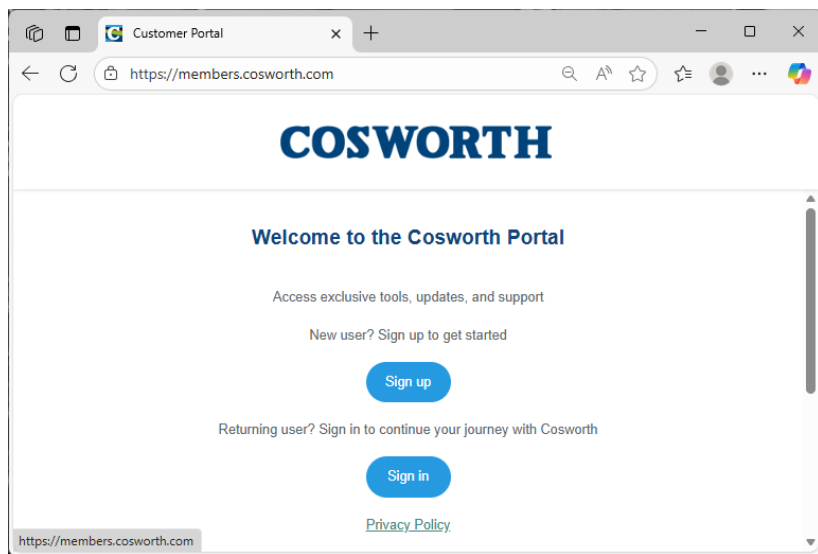 Customer Portal
https://members.cosworth.com
COSWORTH
Welcome to the Cosworth Portal
Access exclusive tools, updates, and support
New user? Sign up to get started
Sign up
Returning user? Sign in to continue your journey with Cosworth
Sign in
Privacy Policy
https://members.cosworth.com